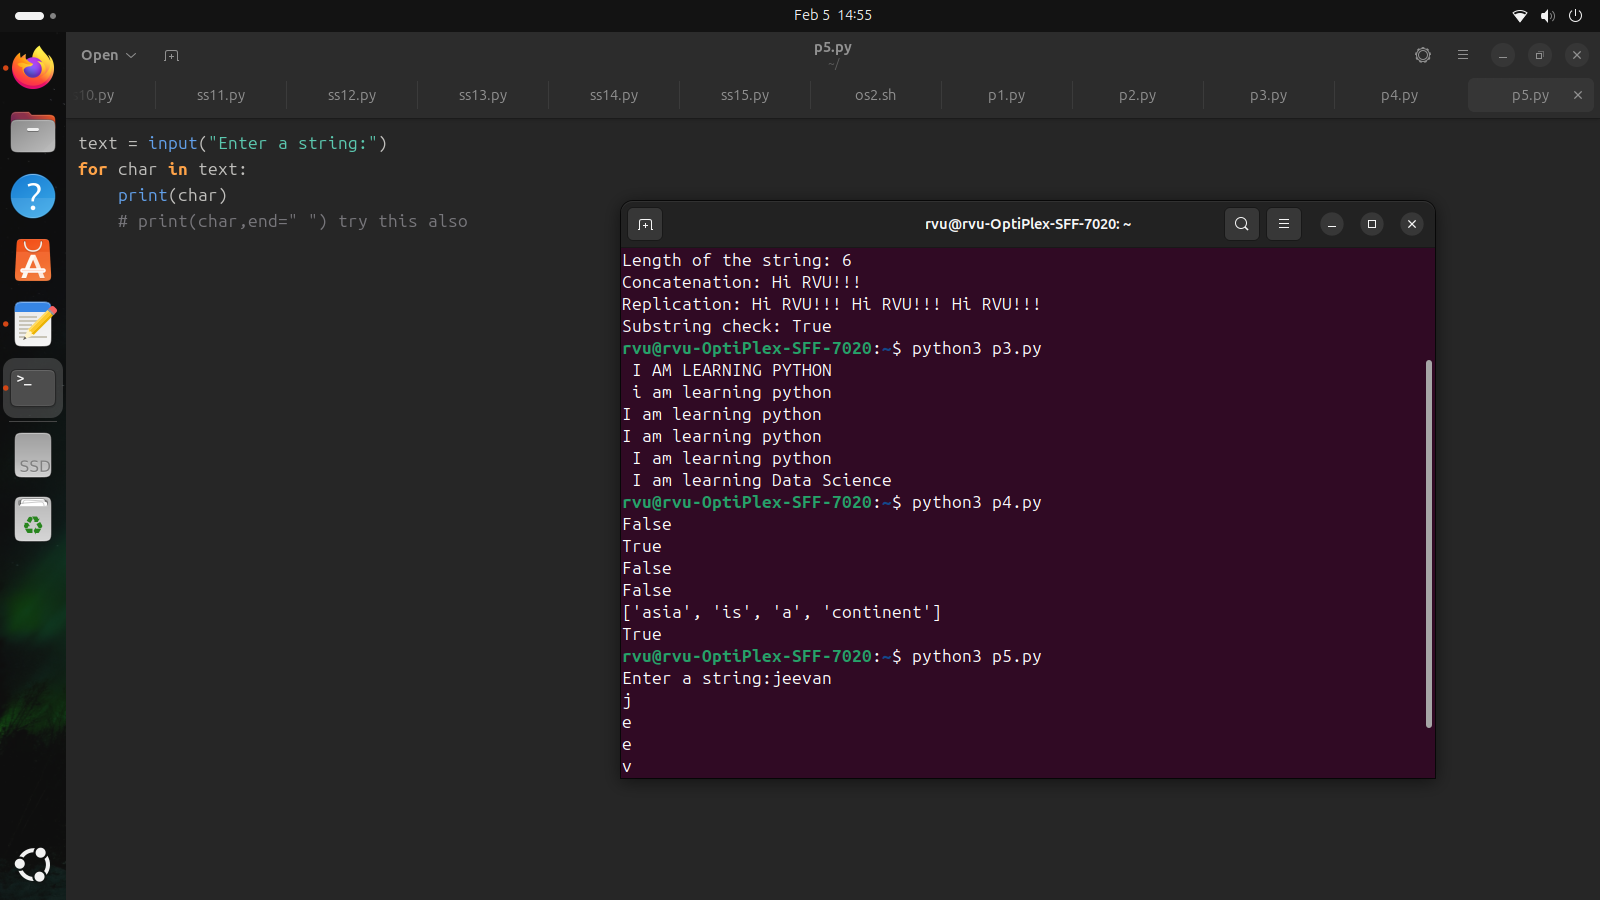 Feb 5 14:55
Open
p5.py
~/
10.py ss11.py ss12.py ss13.py ss14.py ss15.py os2.sh p1.py p2.py p3.py p4.py p5.py
text = input("Enter a string:")
for char in text:
    print(char)
    # print(char,end=" ") try this also
rvu@rvu-OptiPlex-SFF-7020: ~
Length of the string: 6
Concatenation: Hi RVU!!!
Replication: Hi RVU!!! Hi RVU!!! Hi RVU!!!
Substring check: True
rvu@rvu-OptiPlex-SFF-7020:~$ python3 p3.py
 I AM LEARNING PYTHON
 i am learning python
I am learning python
I am learning python
 I am learning python
 I am learning Data Science
rvu@rvu-OptiPlex-SFF-7020:~$ python3 p4.py
False
True
False
False
['asia', 'is', 'a', 'continent']
True
rvu@rvu-OptiPlex-SFF-7020:~$ python3 p5.py
Enter a string:jeevan
j
e
e
v
SSD